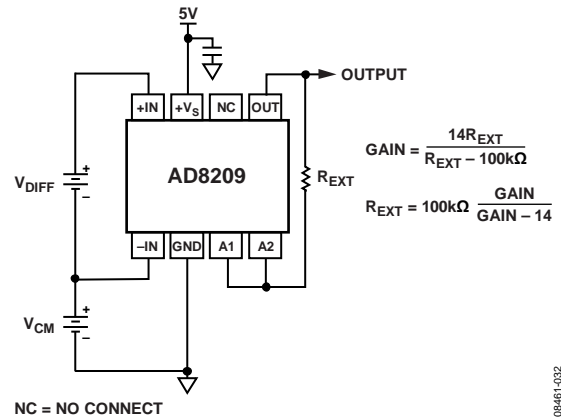 5V
OUTPUT
+IN
+VS
NC
OUT
AD8209
VDIFF
+
–
REXT
GAIN = 14REXT / REXT – 100kΩ
REXT = 100kΩ GAIN / GAIN – 14
–IN
GND
A1
A2
VCM
+
–
NC = NO CONNECT
08461-032